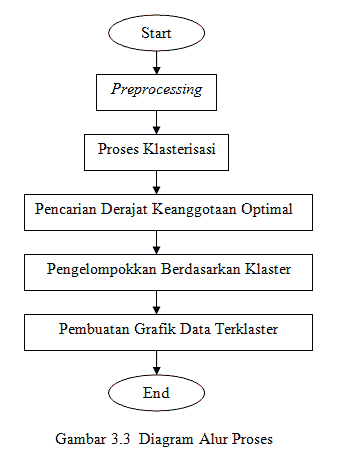 Start
Preprocessing
Proses Klasterisasi
Pencarian Derajat Keanggotaan Optimal
Pengelompokkan Berdasarkan Klaster
Pembuatan Grafik Data Terklaster
End
Gambar 3.3 Diagram Alur Proses